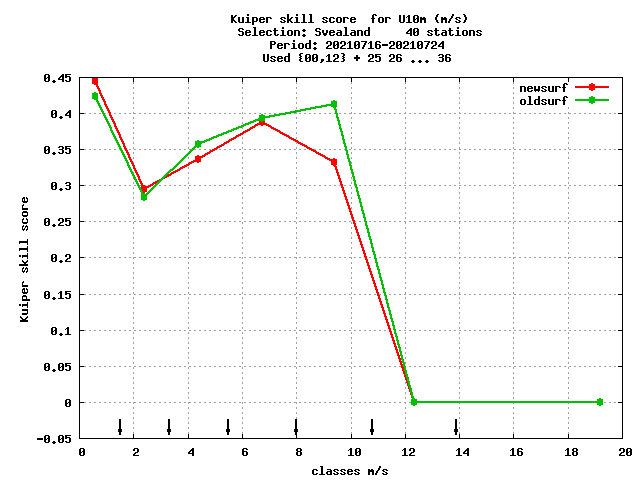 Kuiper skill score  for U10m (m/s)
Selection: Svealand     40 stations
Period: 20210716-20210724
Used {00,12} + 25 26 ... 36
newsurf
oldsurf
Kuiper skill score
0.45
0.4
0.35
0.3
0.25
0.2
0.15
0.1
0.05
0
-0.05
0 2 4 6 8 10 12 14 16 18 20
classes m/s